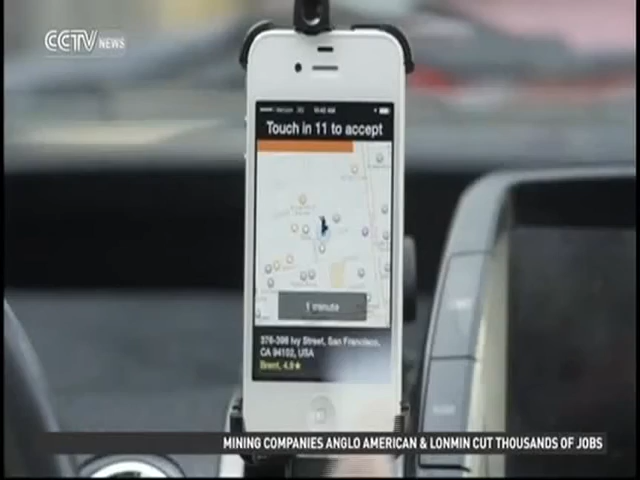 CCTV NEWS
Touch in 11 to accept
1 minute
376-398 Ivy Street, San Francisco,
CA 94102, USA
Brent, 4.9★
MINING COMPANIES ANGLO AMERICAN & LONMIN CUT THOUSANDS OF JOBS